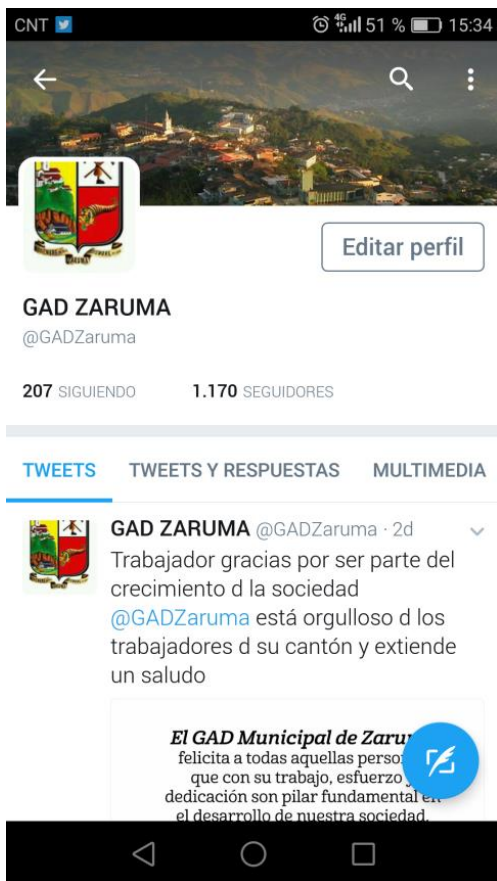 CNT 4G 51 % 15:34
Editar perfil
GAD ZARUMA
@GADZaruma
207 SIGUIENDO 1.170 SEGUIDORES
TWEETS TWEETS Y RESPUESTAS MULTIMEDIA
GAD ZARUMA @GADZaruma · 2d
Trabajador gracias por ser parte del
crecimiento d la sociedad
@GADZaruma está orgulloso d los
trabajadores d su cantón y extiende
un saludo
El GAD Municipal de Zaru
felicita a todas aquellas perso
que con su trabajo, esfuerzo
dedicación son pilar fundamental en
el desarrollo de nuestra sociedad.